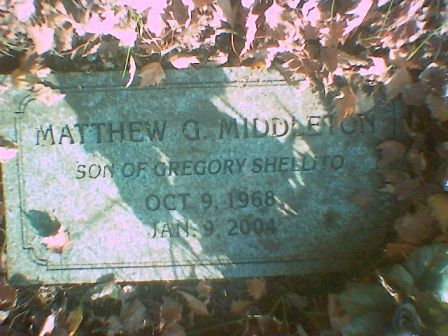 MATTHEW G. MIDDLETON
SON OF GREGORY SHELLITO
OCT. 9, 1968
JAN. 9, 2004